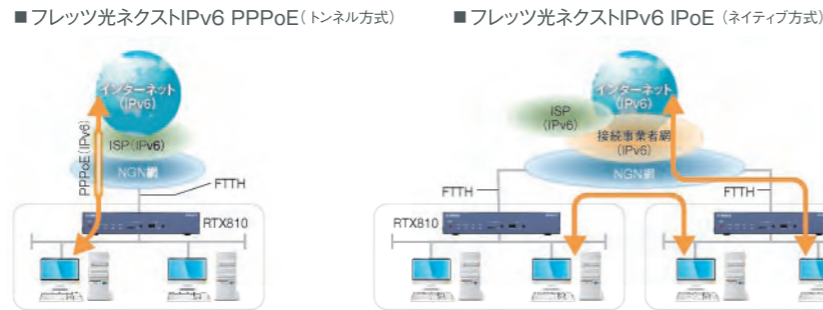 ■フレッツ光ネクストIPv6 PPPoE(トンネル方式)
インターネット
(IPv6)
PPPoE(IPv6)
ISP(IPv6)
NGN網
FTTH
RTX810
■フレッツ光ネクストIPv6 IPoE (ネイティブ方式)
インターネット
(IPv6)
ISP
(IPv6)
接続事業者網
(IPv6)
NGN網
FTTH
FTTH
RTX810